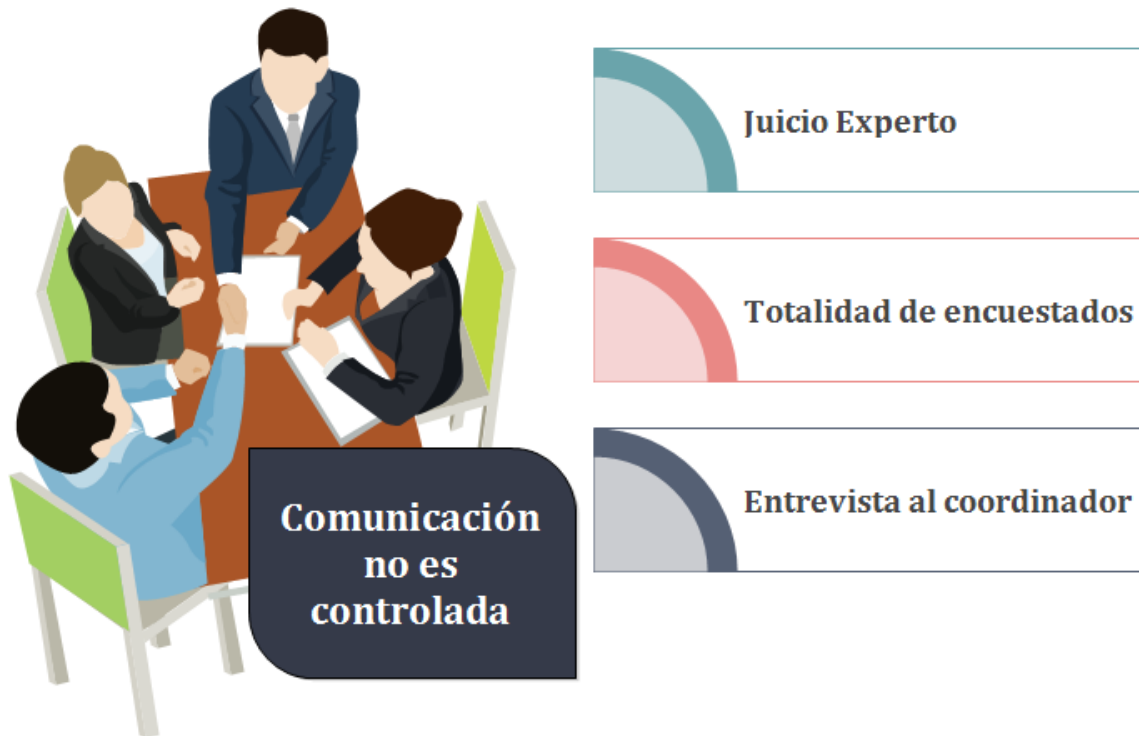 Juicio Experto
Totalidad de encuestados
Entrevista al coordinador
Comunicación
no es
controlada